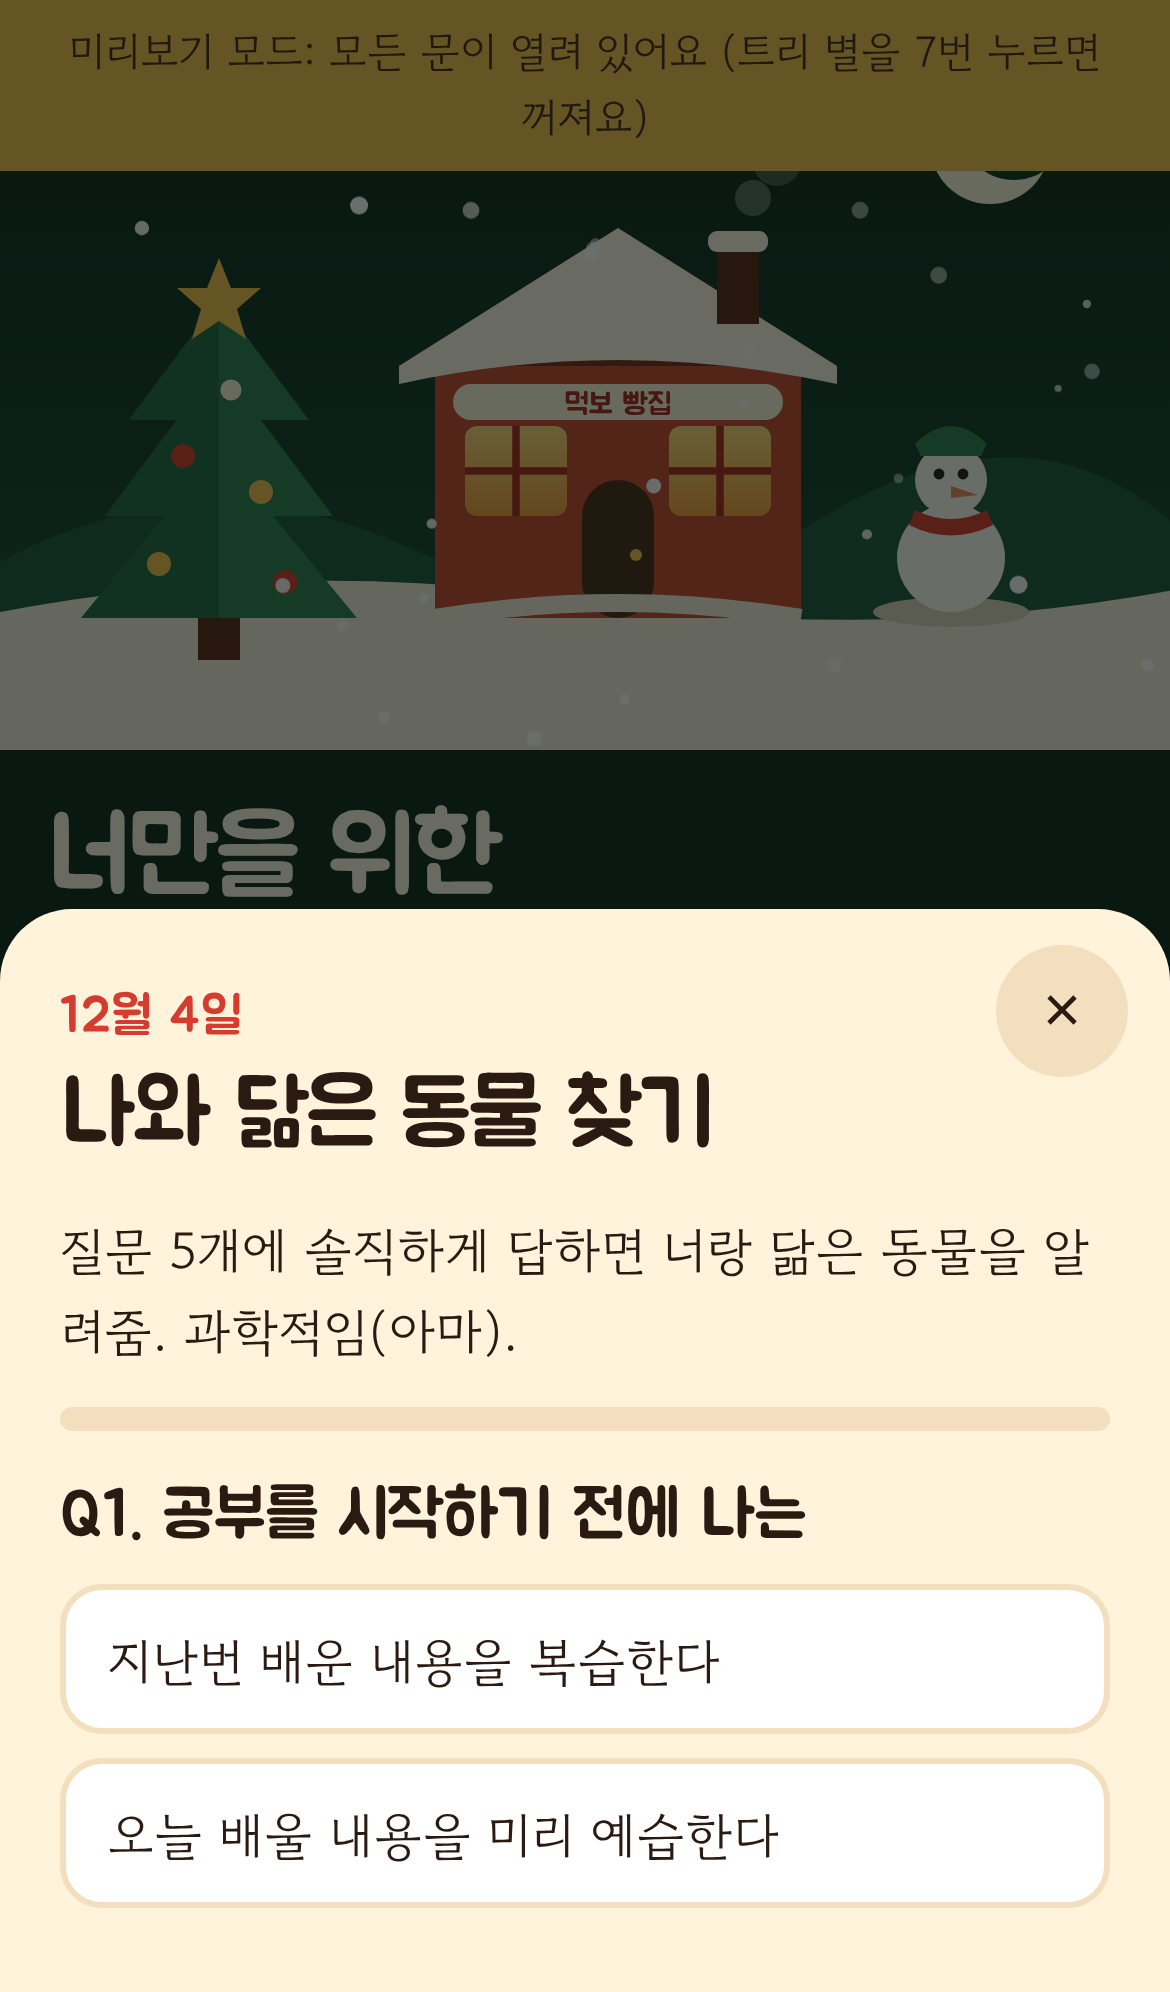 미리보기 모드: 모든 문이 열려 있어요 (트리 별을 7번 누르면
꺼져요)
먹보 빵집
너만을 위한
12월 4일
나와 닮은 동물 찾기
질문 5개에 솔직하게 답하면 너랑 닮은 동물을 알
려줌. 과학적임(아마).
Q1. 공부를 시작하기 전에 나는
지난번 배운 내용을 복습한다
오늘 배울 내용을 미리 예습한다